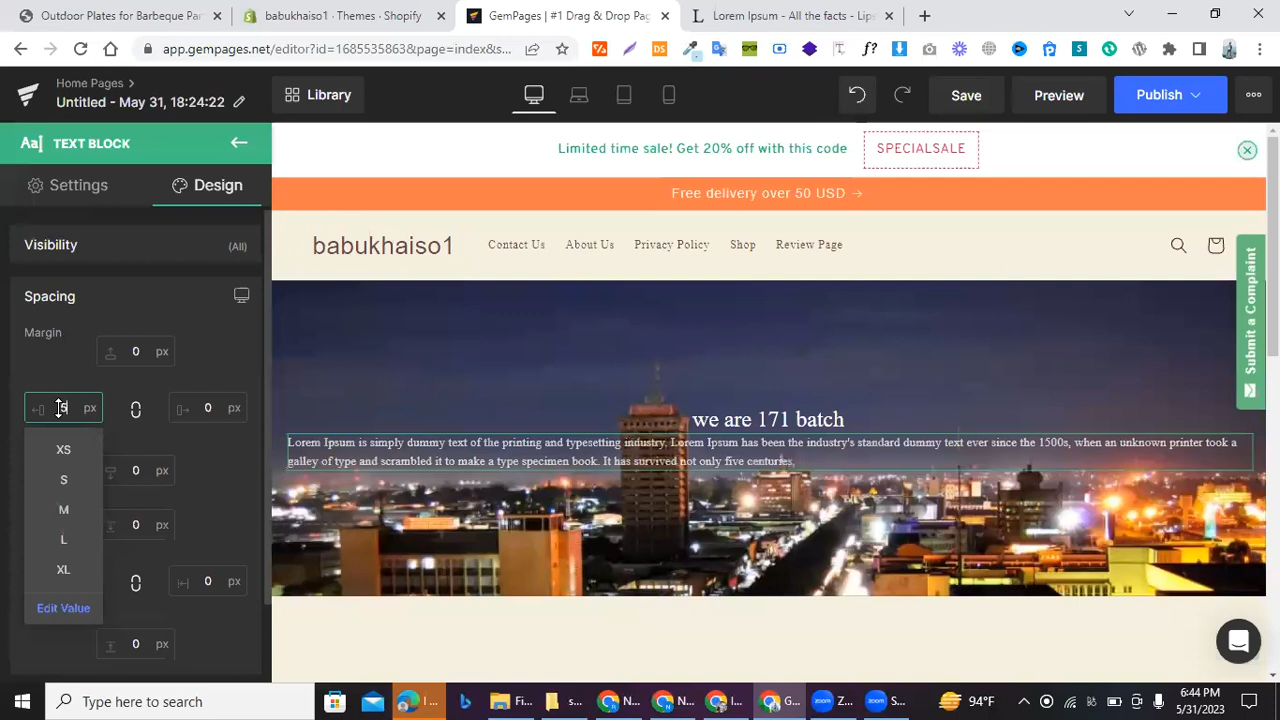 Outdoor Poles for Barbeque Pa
babukhaiso1 · Themes · Shopify
GemPages | #1 Drag & Drop Pag
Lorem Ipsum - All the facts - Lips
app.gempages.net/editor?id=1685535863&page=index&s...
Home Pages
Untitled - May 31, 18:24:22
Library
Save
Preview
Publish
TEXT BLOCK
Settings
Design
Visibility
(All)
Spacing
Margin
0 px
px
0 px
XS
S
M
L
XL
Edit Value
0 px
0 px
0 px
0 px
Limited time sale! Get 20% off with this code
SPECIALSALE
Free delivery over 50 USD →
babukhaiso1
Contact Us
About Us
Privacy Policy
Shop
Review Page
Submit a Complaint
we are 171 batch
Lorem Ipsum is simply dummy text of the printing and typesetting industry. Lorem Ipsum has been the industry's standard dummy text ever since the 1500s, when an unknown printer took a
galley of type and scrambled it to make a type specimen book. It has survived not only five centuries,
Type here to search
I ...
Fi...
s...
N...
N...
I...
G...
Z...
S...
94°F
6:44 PM
5/31/2023